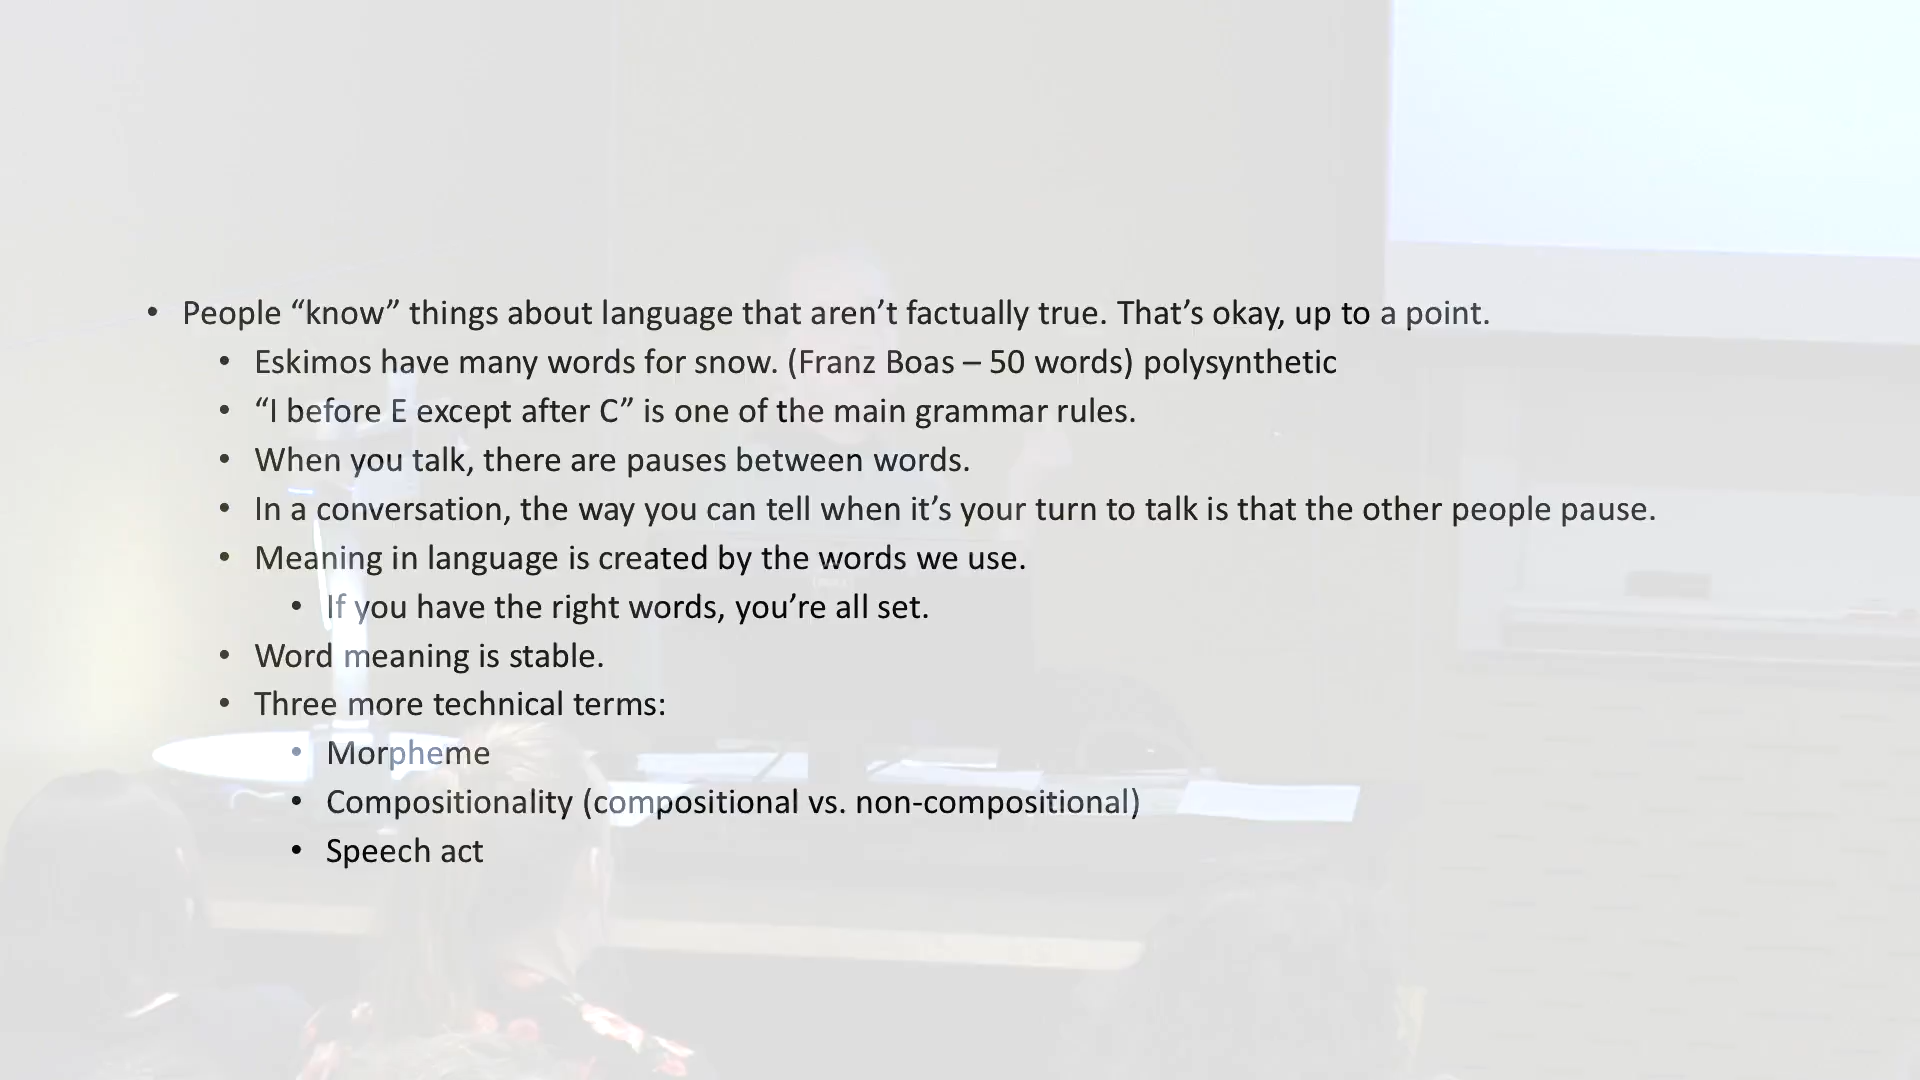 • People “know” things about language that aren’t factually true. That’s okay, up to a point.
• Eskimos have many words for snow. (Franz Boas – 50 words) polysynthetic
• “I before E except after C” is one of the main grammar rules.
• When you talk, there are pauses between words.
• In a conversation, the way you can tell when it’s your turn to talk is that the other people pause.
• Meaning in language is created by the words we use.
• If you have the right words, you’re all set.
• Word meaning is stable.
• Three more technical terms:
• Morpheme
• Compositionality (compositional vs. non-compositional)
• Speech act